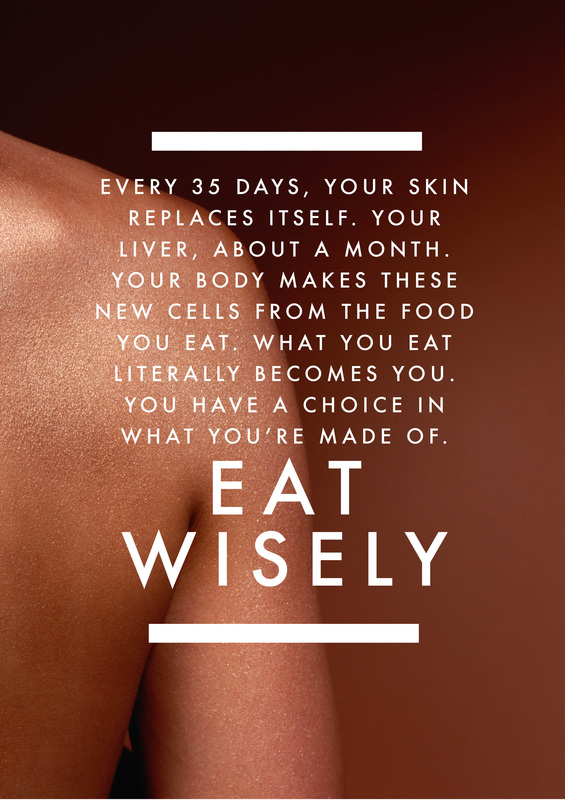 EVERY 35 DAYS, YOUR SKIN
REPLACES ITSELF. YOUR
LIVER, ABOUT A MONTH.
YOUR BODY MAKES THESE
NEW CELLS FROM THE FOOD
YOU EAT. WHAT YOU EAT
LITERALLY BECOMES YOU.
YOU HAVE A CHOICE IN
WHAT YOU’RE MADE OF.
EAT
WISELY